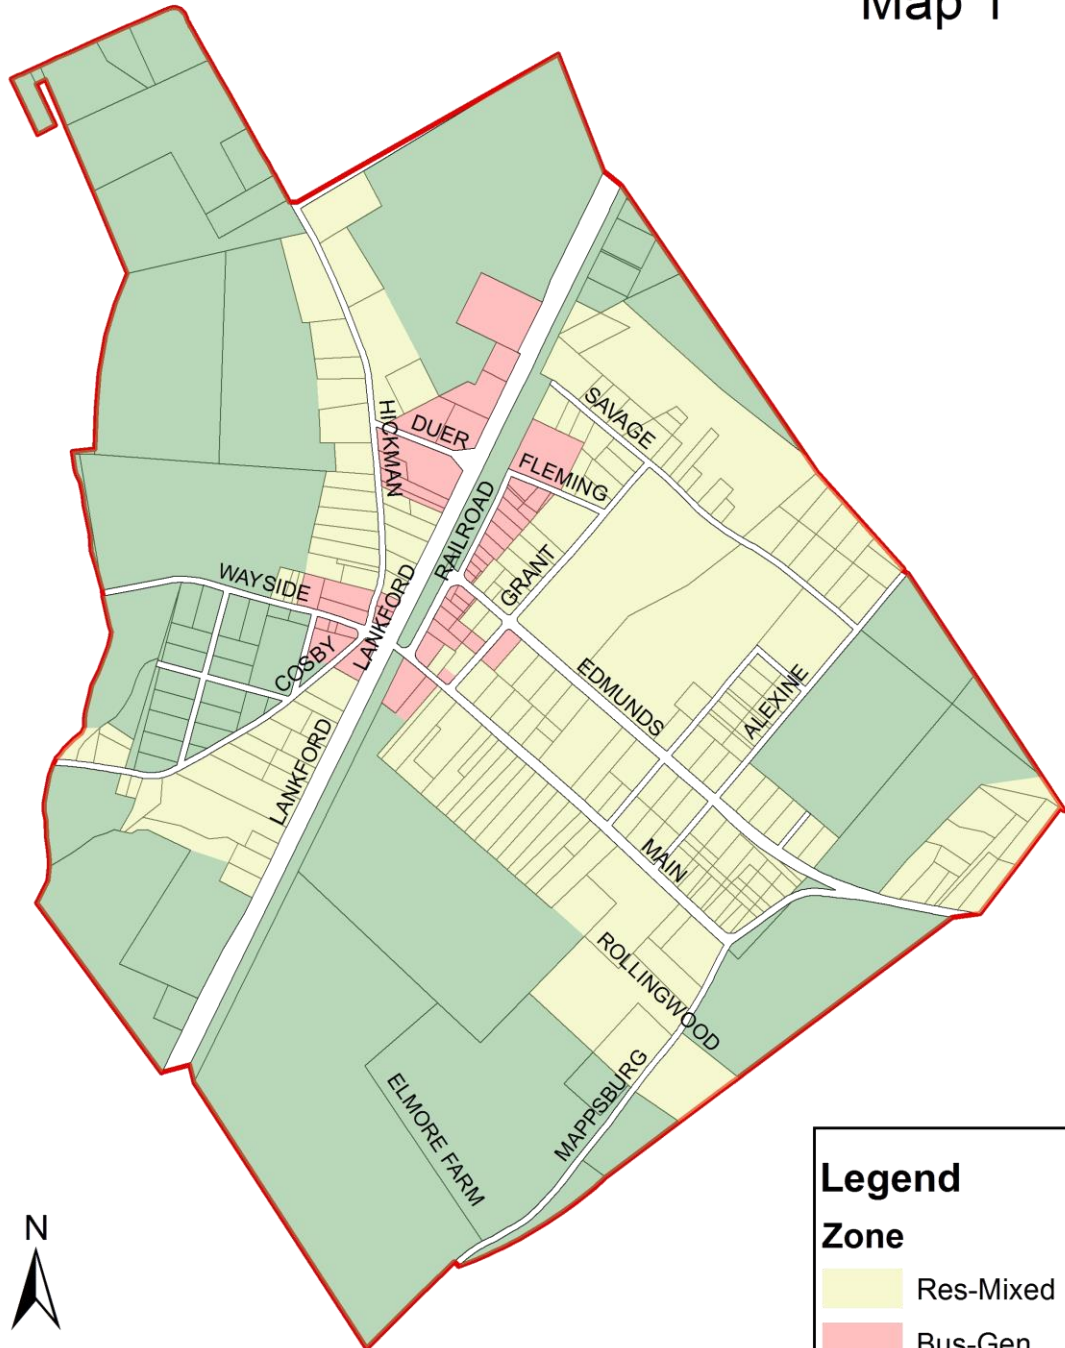 Map 1
SAVAGE
HICKMAN
DUER
FLEMING
RAILROAD
GRANT
WAYSIDE
LANKFORD
COSBY
EDMUNDS
ALEXINE
LANKFORD
MAIN
ROLLINGWOOD
MAPPSBURG
ELMORE FARM
N
Legend
Zone
Res-Mixed
Bus-Gen